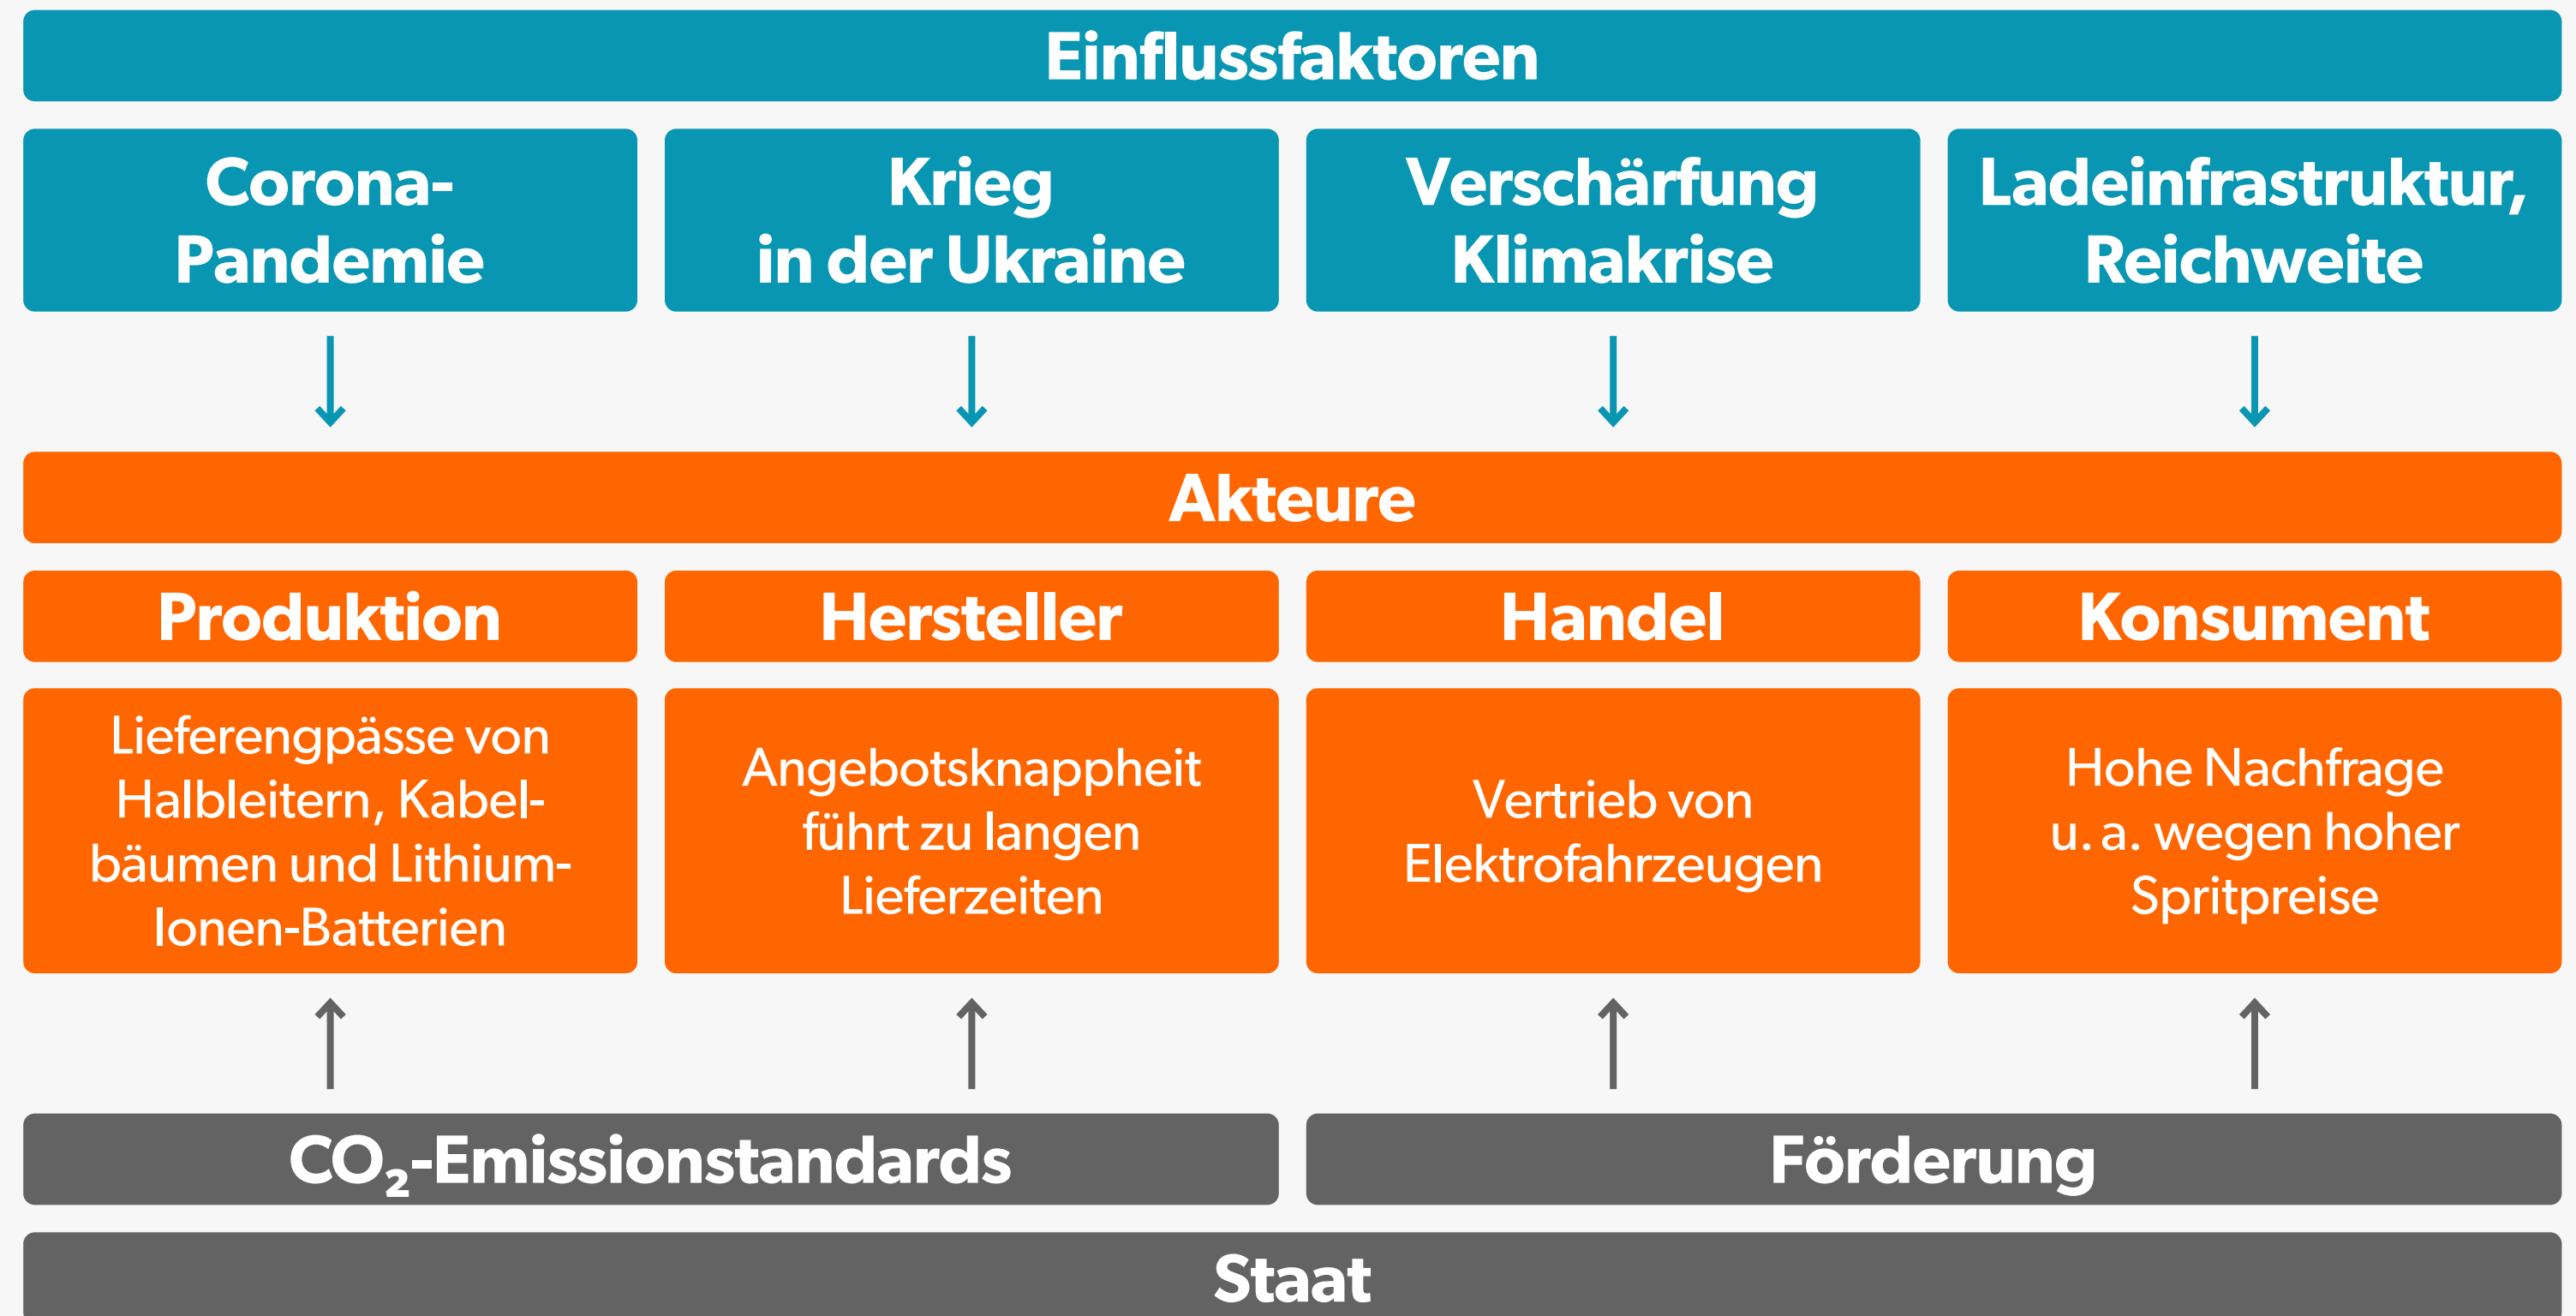 Einflussfaktoren
Corona-
Pandemie
Krieg
in der Ukraine
Verschärfung
Klimakrise
Ladeinfrastruktur,
Reichweite
Akteure
Produktion
Hersteller
Handel
Konsument
Lieferengpässe von
Halbleitern, Kabel-
bäumen und Lithium-
Ionen-Batterien
Angebotsknappheit
führt zu langen
Lieferzeiten
Vertrieb von
Elektrofahrzeugen
Hohe Nachfrage
u. a. wegen hoher
Spritpreise
CO₂-Emissionstandards
Förderung
Staat